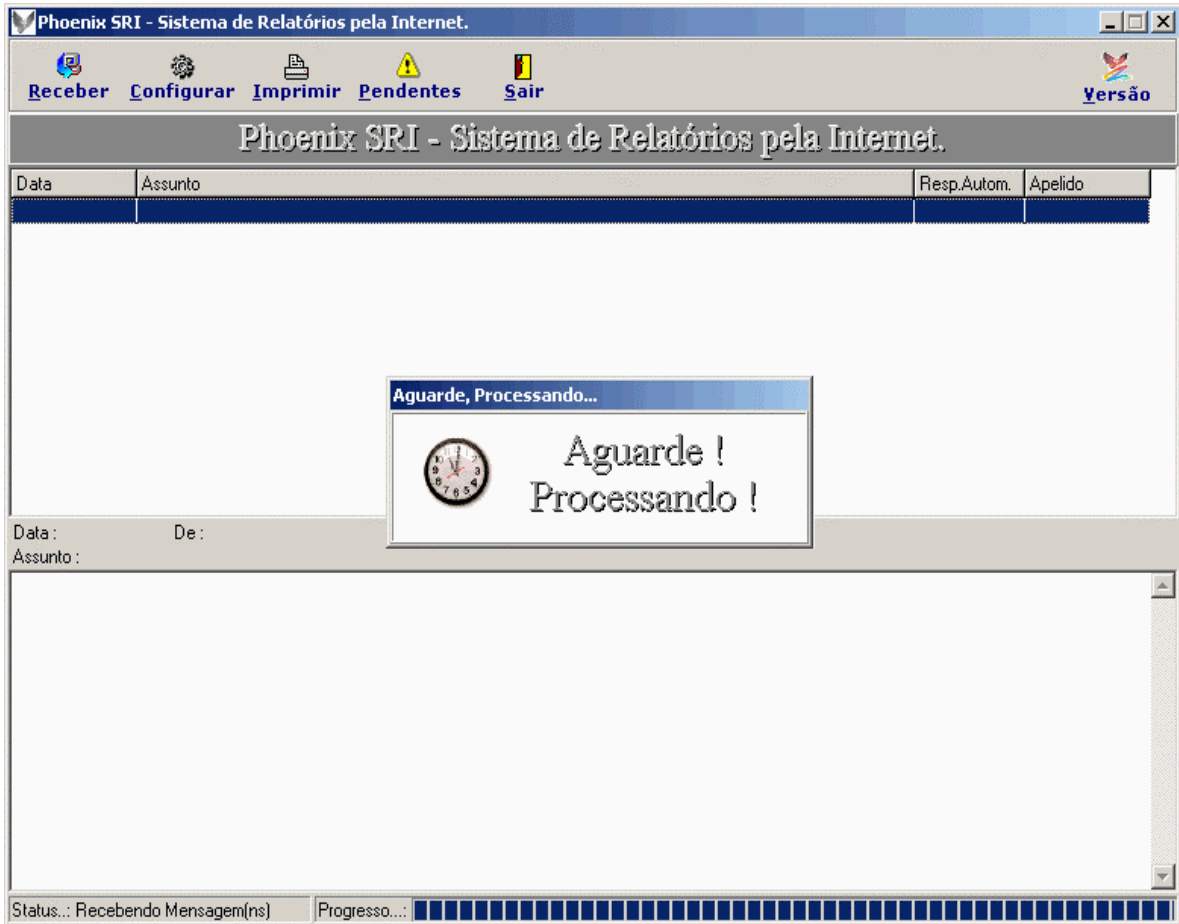 Phoenix SRI - Sistema de Relatórios pela Internet.
Receber Configurar Imprimir Pendentes Sair Versão
Phoenix SRI - Sistema de Relatórios pela Internet.
Data Assunto Resp.Autom. Apelido
Aguarde, Processando...
Aguarde !
Processando !
Data : De :
Assunto :
Status..: Recebendo Mensagem(ns) Progresso...: